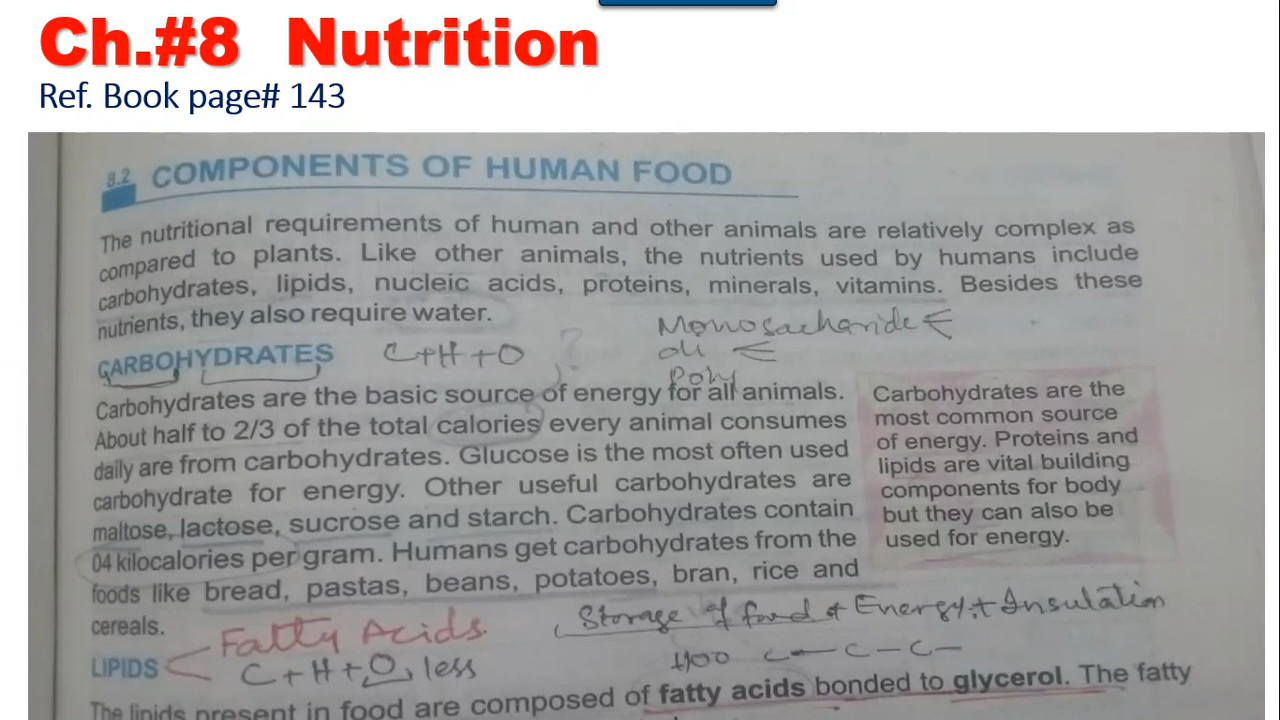 Ch.#8 Nutrition
Ref. Book page# 143
8.2 COMPONENTS OF HUMAN FOOD
The nutritional requirements of human and other animals are relatively complex as
compared to plants. Like other animals, the nutrients used by humans include
carbohydrates, lipids, nucleic acids, proteins, minerals, vitamins. Besides these
nutrients, they also require water.
Monosacharide
CARBOHYDRATES C+H+O ?
oli
Poly
Carbohydrates are the basic source of energy for all animals.
About half to 2/3 of the total calories every animal consumes
daily are from carbohydrates. Glucose is the most often used
carbohydrate for energy. Other useful carbohydrates are
maltose, lactose, sucrose and starch. Carbohydrates contain
04 kilocalories per gram. Humans get carbohydrates from the
foods like bread, pastas, beans, potatoes, bran, rice and
cereals.
Carbohydrates are the
most common source
of energy. Proteins and
lipids are vital building
components for body
but they can also be
used for energy.
Storage of food + Energy + Insulation
Fatty Acids.
LIPIDS C+H+O, less
C-C-C-
The lipids present in food are composed of fatty acids bonded to glycerol. The fatty